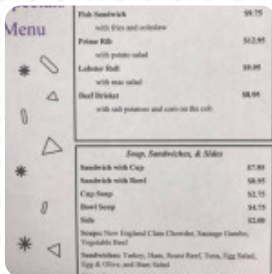 Specials
Menu
Fish Sandwich $9.75
with fries and coleslaw
Prime Rib $12.95
with potato salad
Lobster Roll $9.95
with mac salad
Beef Brisket $8.95
with salt potatoes and corn on the cob
Soup, Sandwiches, & Sides
Sandwich with Cup $7.95
Sandwich with Bowl $8.95
Cup Soup $2.75
Bowl Soup $4.75
Side $2.00
Soups: New England Clam Chowder, Sausage Gumbo,
Vegetable Beef
Sandwiches: Turkey, Ham, Roast Beef, Tuna, Egg Salad,
Egg & Olive, and Ham Salad